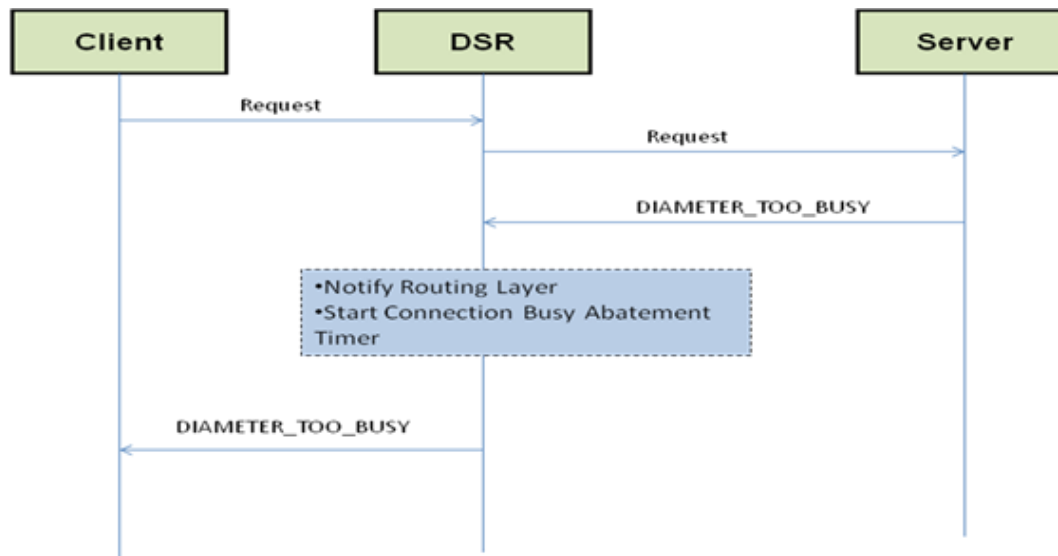 Client
DSR
Server
Request
Request
DIAMETER_TOO_BUSY
•Notify Routing Layer
•Start Connection Busy Abatement
Timer
DIAMETER_TOO_BUSY